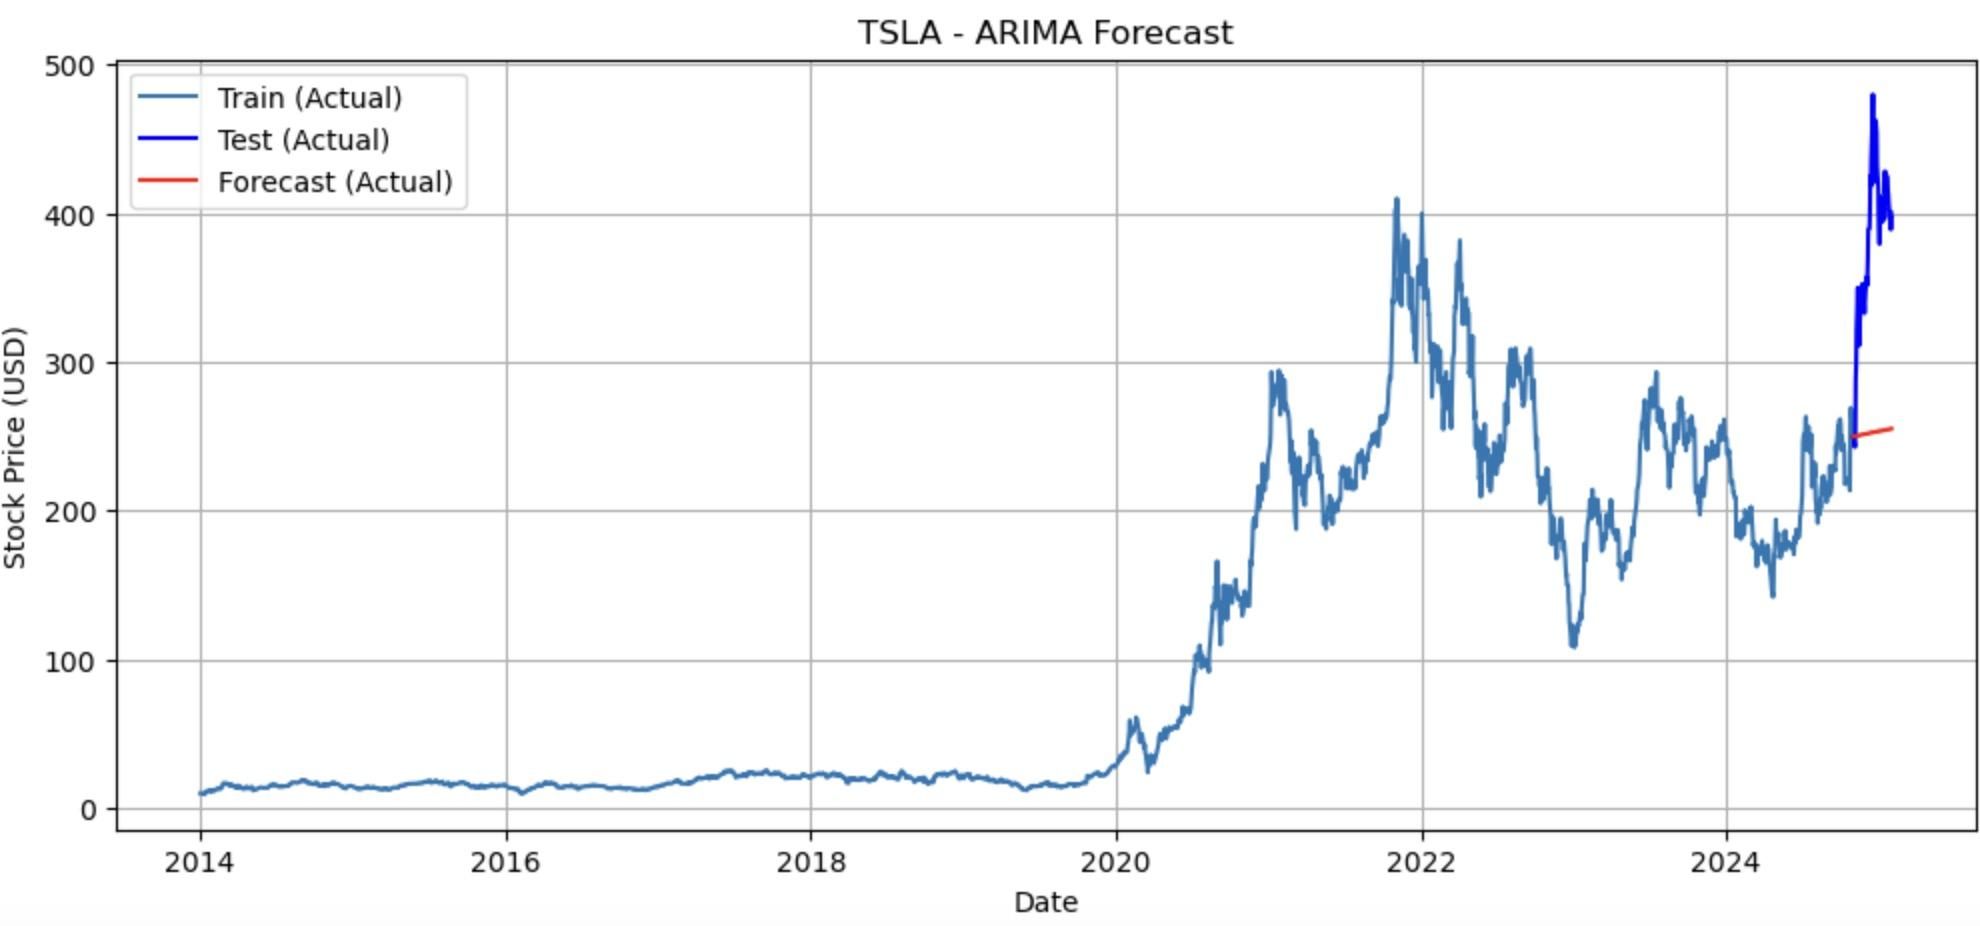 TSLA - ARIMA Forecast
Train (Actual)
Test (Actual)
Forecast (Actual)
500
400
300
200
100
0
Stock Price (USD)
2014 2016 2018 2020 2022 2024
Date